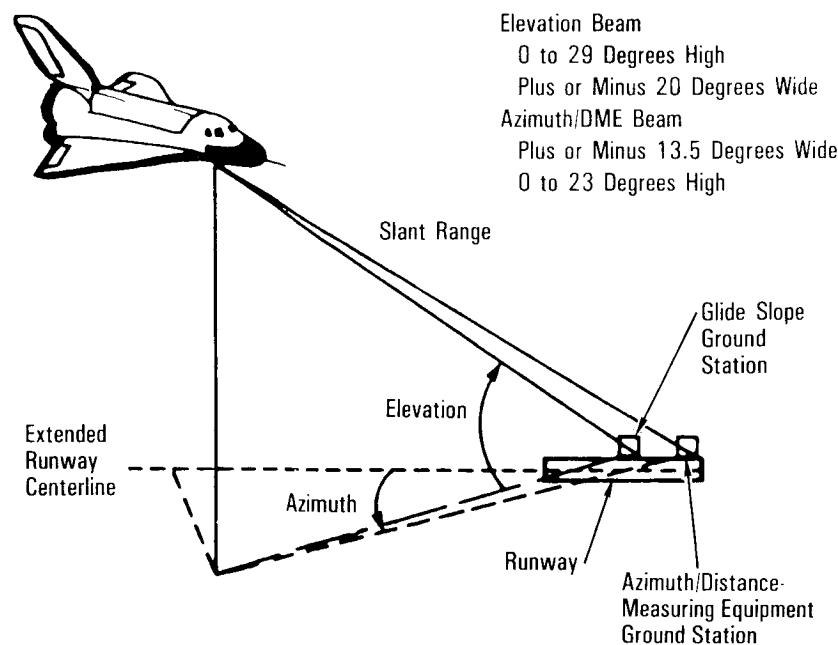 Elevation Beam
0 to 29 Degrees High
Plus or Minus 20 Degrees Wide
Azimuth/DME Beam
Plus or Minus 13.5 Degrees Wide
0 to 23 Degrees High
Slant Range
Glide Slope
Ground
Station
Elevation
Extended
Runway
Centerline
Azimuth
Runway
Azimuth/Distance-
Measuring Equipment
Ground Station